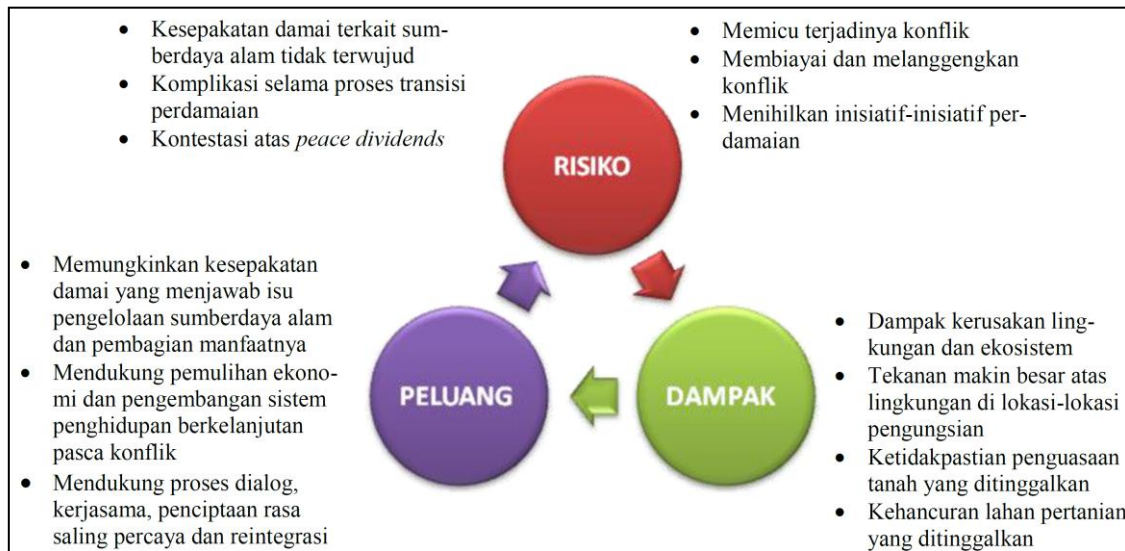 • Kesepakatan damai terkait sum-
berdaya alam tidak terwujud
• Komplikasi selama proses transisi
perdamaian
• Kontestasi atas peace dividends
• Memicu terjadinya konflik
• Membiayai dan melanggengkan
konflik
• Menihilkan inisiatif-inisiatif per-
damaian
RISIKO
• Memungkinkan kesepakatan
damai yang menjawab isu
pengelolaan sumberdaya alam
dan pembagian manfaatnya
• Mendukung pemulihan ekono-
mi dan pengembangan sistem
penghidupan berkelanjutan
pasca konflik
• Mendukung proses dialog,
kerjasama, penciptaan rasa
saling percaya dan reintegrasi
PELUANG
DAMPAK
• Dampak kerusakan ling-
kungan dan ekosistem
• Tekanan makin besar atas
lingkungan di lokasi-lokasi
pengungsian
• Ketidakpastian penguasaan
tanah yang ditinggalkan
• Kehancuran lahan pertanian
yang ditinggalkan